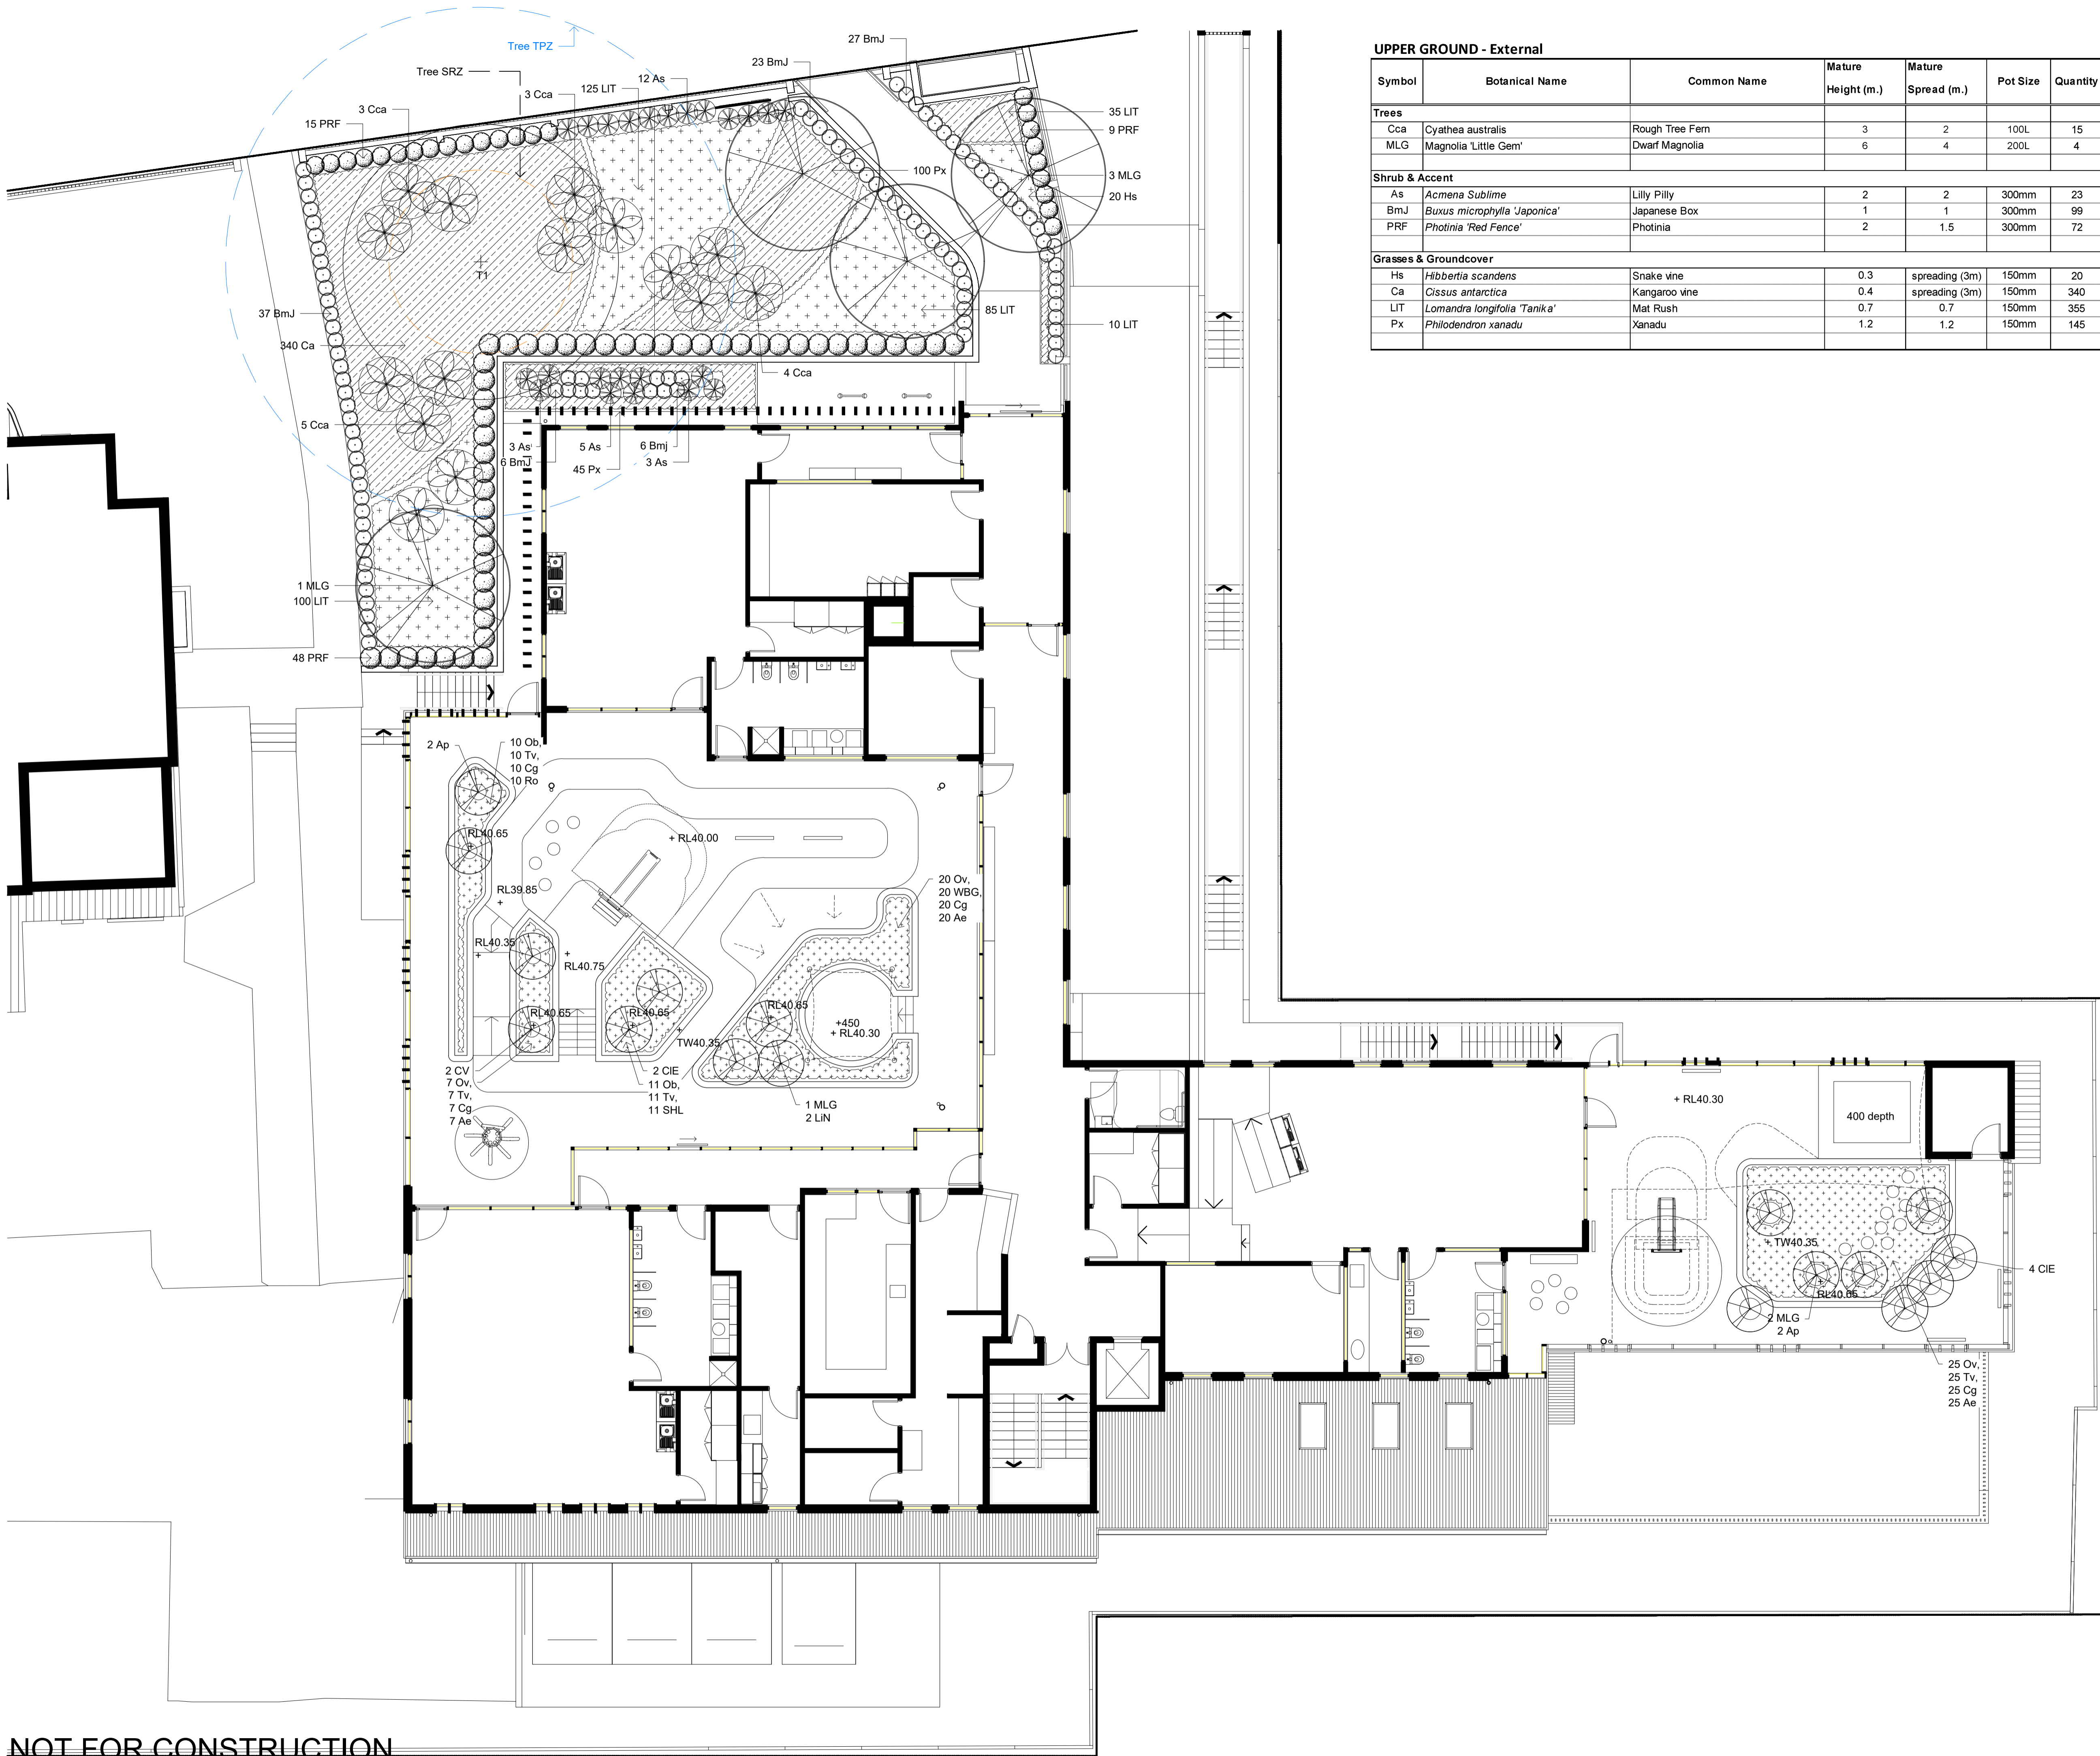 UPPER GROUND - External
Symbol Botanical Name Common Name Mature Height (m.) Mature Spread (m.) Pot Size Quantity
Trees
Cca Cyathea australis Rough Tree Fern 3 2 100L 15
MLG Magnolia 'Little Gem' Dwarf Magnolia 6 4 200L 4
Shrub & Accent
As Acmena Sublime Lilly Pilly 2 2 300mm 23
BmJ Buxus microphylla 'Japonica' Japanese Box 1 1 300mm 99
PRF Photinia 'Red Fence' Photinia 2 1.5 300mm 72
Grasses & Groundcover
Hs Hibbertia scandens Snake vine 0.3 spreading (3m) 150mm 20
Ca Cissus antarctica Kangaroo vine 0.4 spreading (3m) 150mm 340
LIT Lomandra longifolia 'Tanika' Mat Rush 0.7 0.7 150mm 355
Px Philodendron xanadu Xanadu 1.2 1.2 150mm 145
Tree TPZ
27 BmJ
23 BmJ
Tree SRZ
12 As
125 LIT
3 Cca
3 Cca
15 PRF
35 LIT
9 PRF
100 Px
3 MLG
20 Hs
T1
37 BmJ
85 LIT
10 LIT
340 Ca
4 Cca
5 Cca
3 As
5 As
6 Bmj
6 BmJ
3 As
45 Px
1 MLG
100 LIT
48 PRF
2 Ap
10 Ob,
10 Tv,
10 Cg
10 Ro
RL40.65
+ RL40.00
RL39.85
+
20 Ov,
20 WBG,
20 Cg
20 Ae
RL40.35
+
+
RL40.75
RL40.65
RL40.65
RL40.65
+450
+ RL40.30
TW40.35
2 CV
7 Ov,
7 Tv,
7 Cg
7 Ae
2 CIE
11 Ob,
11 Tv,
11 SHL
1 MLG
2 LiN
+ RL40.30
400 depth
+ TW40.35
4 CIE
RL40.65
2 MLG
2 Ap
25 Ov,
25 Tv,
25 Cg
25 Ae
NOT FOR CONSTRUCTION